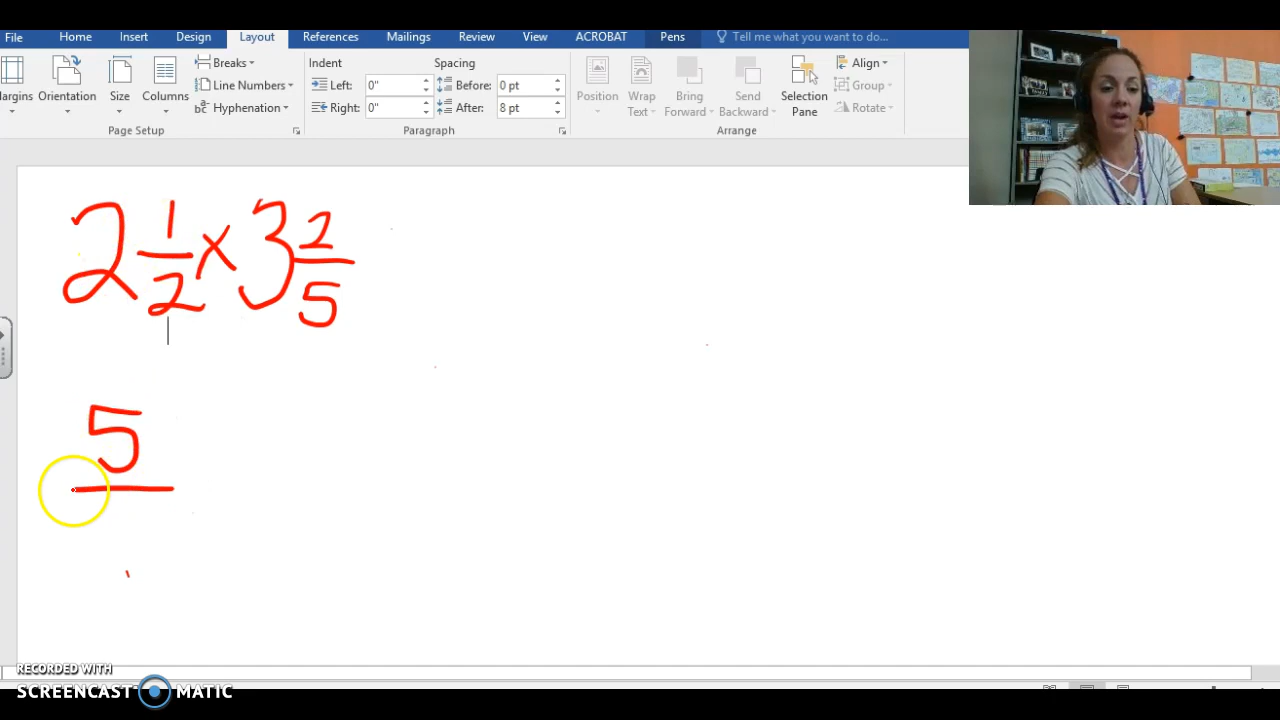 File Home Insert Design Layout References Mailings Review View ACROBAT Pens Tell me what you want to do...
Breaks Indent Spacing Align
Line Numbers Left: 0" Before: 0 pt Group
Hyphenation Right: 0" After: 8 pt Rotate
argins Orientation Size Columns Position Wrap Text Bring Forward Send Backward Selection Pane
Page Setup Paragraph Arrange
2 1/2 x 3 2/5
5
RECORDED WITH
SCREENCAST MATIC